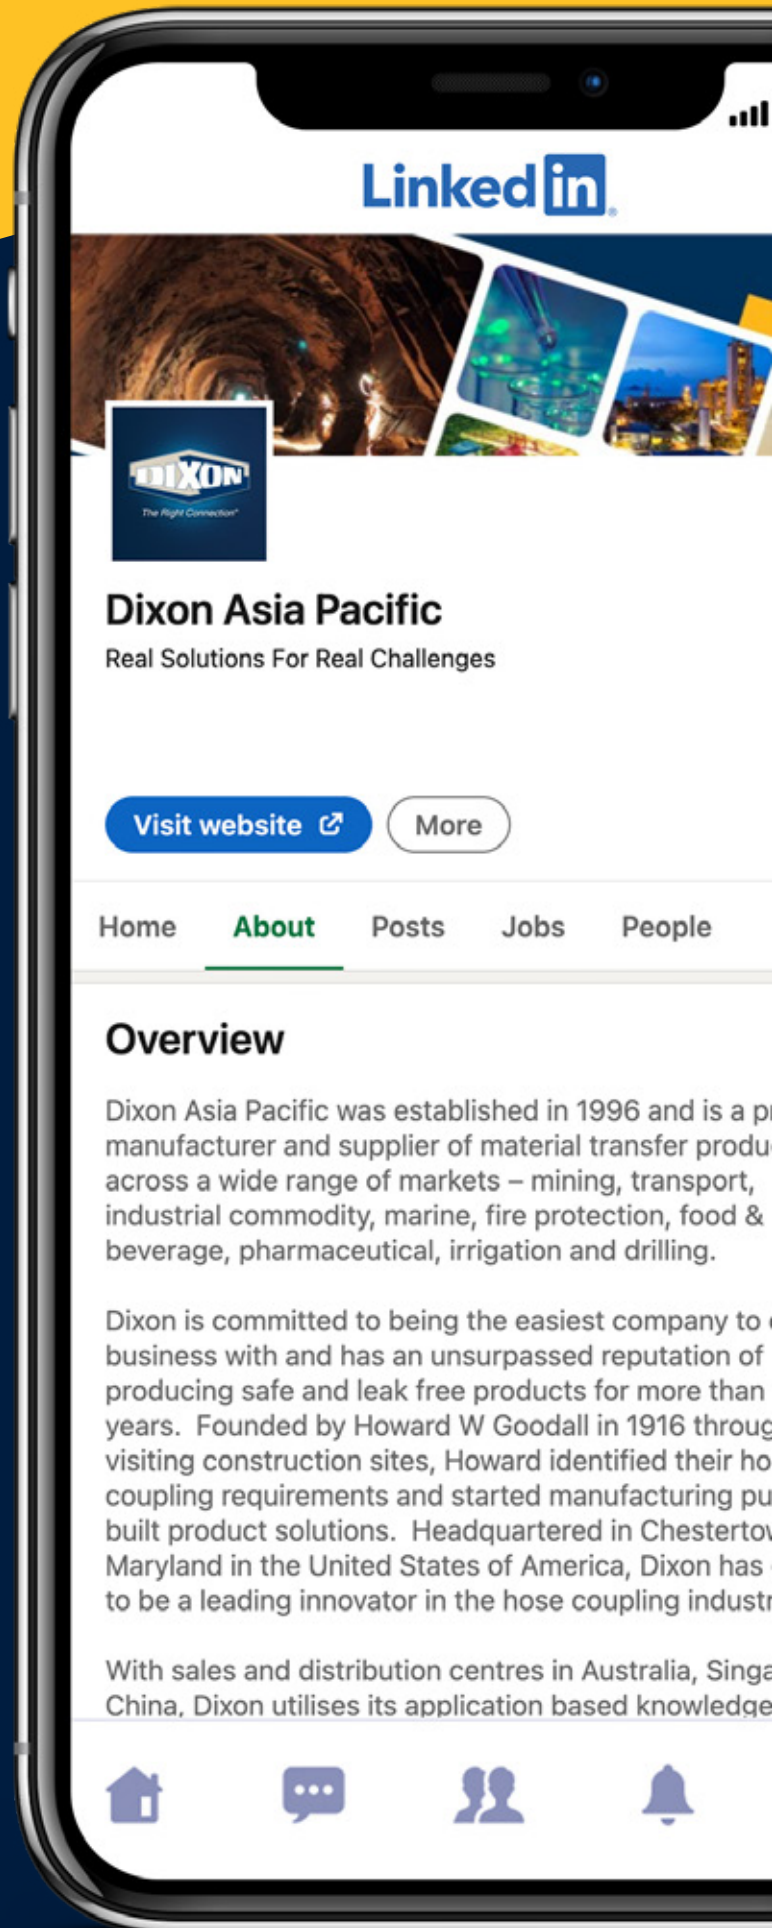 Linked in
DIXON
The Right Connection®
Dixon Asia Pacific
Real Solutions For Real Challenges
Visit website
More
Home About Posts Jobs People
Overview
Dixon Asia Pacific was established in 1996 and is a
manufacturer and supplier of material transfer
across a wide range of markets – mining, transport,
industrial commodity, marine, fire protection, food &
beverage, pharmaceutical, irrigation and drilling.
Dixon is committed to being the easiest company to
business with and has an unsurpassed reputation of
producing safe and leak free products for more than
years. Founded by Howard W Goodall in 1916
visiting construction sites, Howard identified their
coupling requirements and started manufacturing
built product solutions. Headquartered in
Maryland in the United States of America, Dixon has
to be a leading innovator in the hose coupling
With sales and distribution centres in Australia,
China, Dixon utilises its application based knowledge